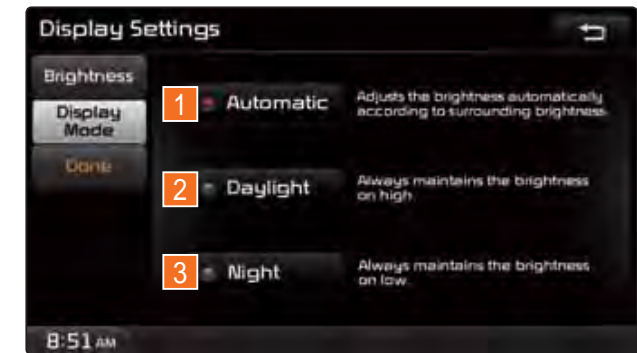 Display Settings
Brightness
Display
Mode
Done
1 Automatic
Adjusts the brightness automatically
according to surrounding brightness.
2 Daylight
Always maintains the brightness
on high.
3 Night
Always maintains the brightness
on low.
8:51 AM